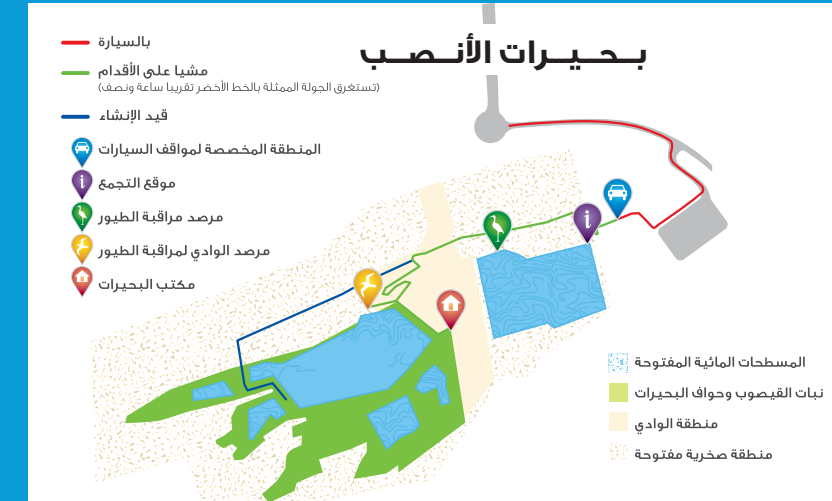 بـحـيـرات الأنـصـب
بالسيارة
مشيا على الأقدام
(تستغرق الجولة الممثلة بالخط الأخضر تقريبا ساعة ونصف)
قيد الإنشاء
المنطقة المخصصة لمواقف السيارات
موقع التجمع
مرصد مراقبة الطيور
مرصد الوادي لمراقبة الطيور
مكتب البحيرات
المسطحات المائية المفتوحة
نبات القيصوب وحواف البحيرات
منطقة الوادي
منطقة صخرية مفتوحة